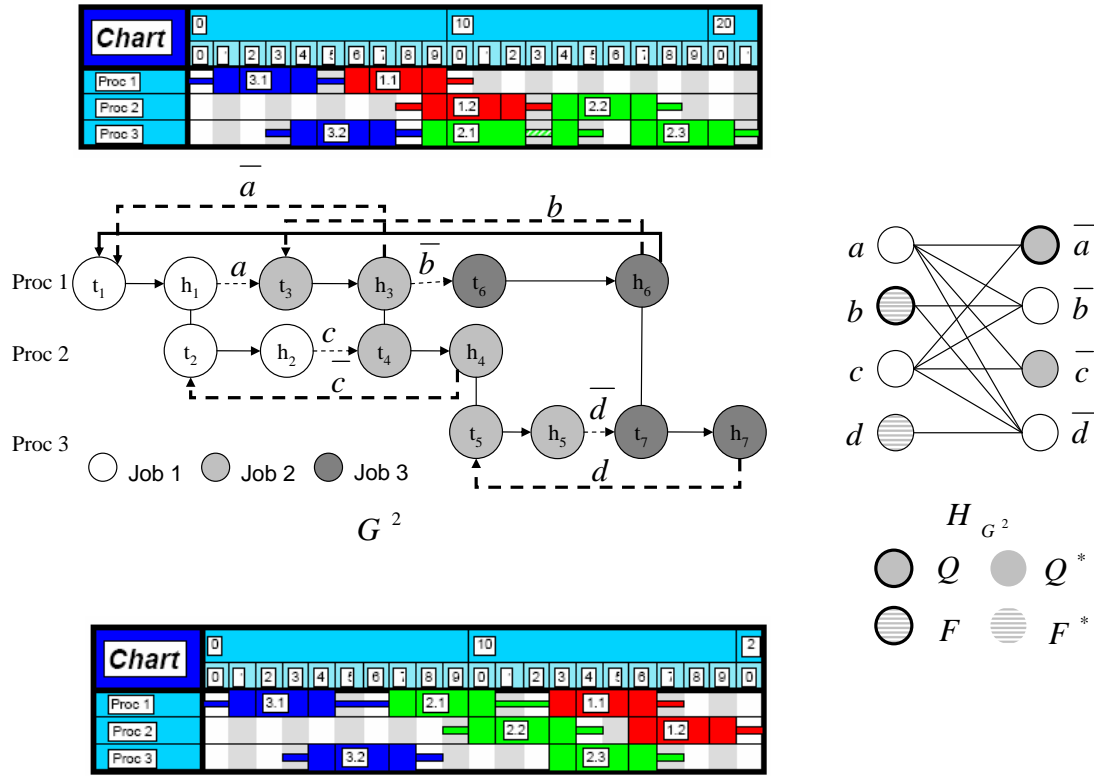 Chart
0 10 20
0 1 2 3 4 5 6 7 8 9 0 1 2 3 4 5 6 7 8 9 0 1
Proc 1 3.1 1.1
Proc 2 1.2 2.2
Proc 3 3.2 2.1 2.3
a̅
b
Proc 1 t₁ h₁ a t₃ h₃ b̅ t₆ h₆
Proc 2 t₂ h₂ c t₄ h₄
c̅
Proc 3 t₅ h₅ d̅ t₇ h₇
d
Job 1 Job 2 Job 3
G ²
a a̅
b b̅
c c̅
d d̅
H G ²
Q Q *
F F *
Chart
0 10 2
0 1 2 3 4 5 6 7 8 9 0 1 2 3 4 5 6 7 8 9 0
Proc 1 3.1 2.1 1.1
Proc 2 2.2 1.2
Proc 3 3.2 2.3